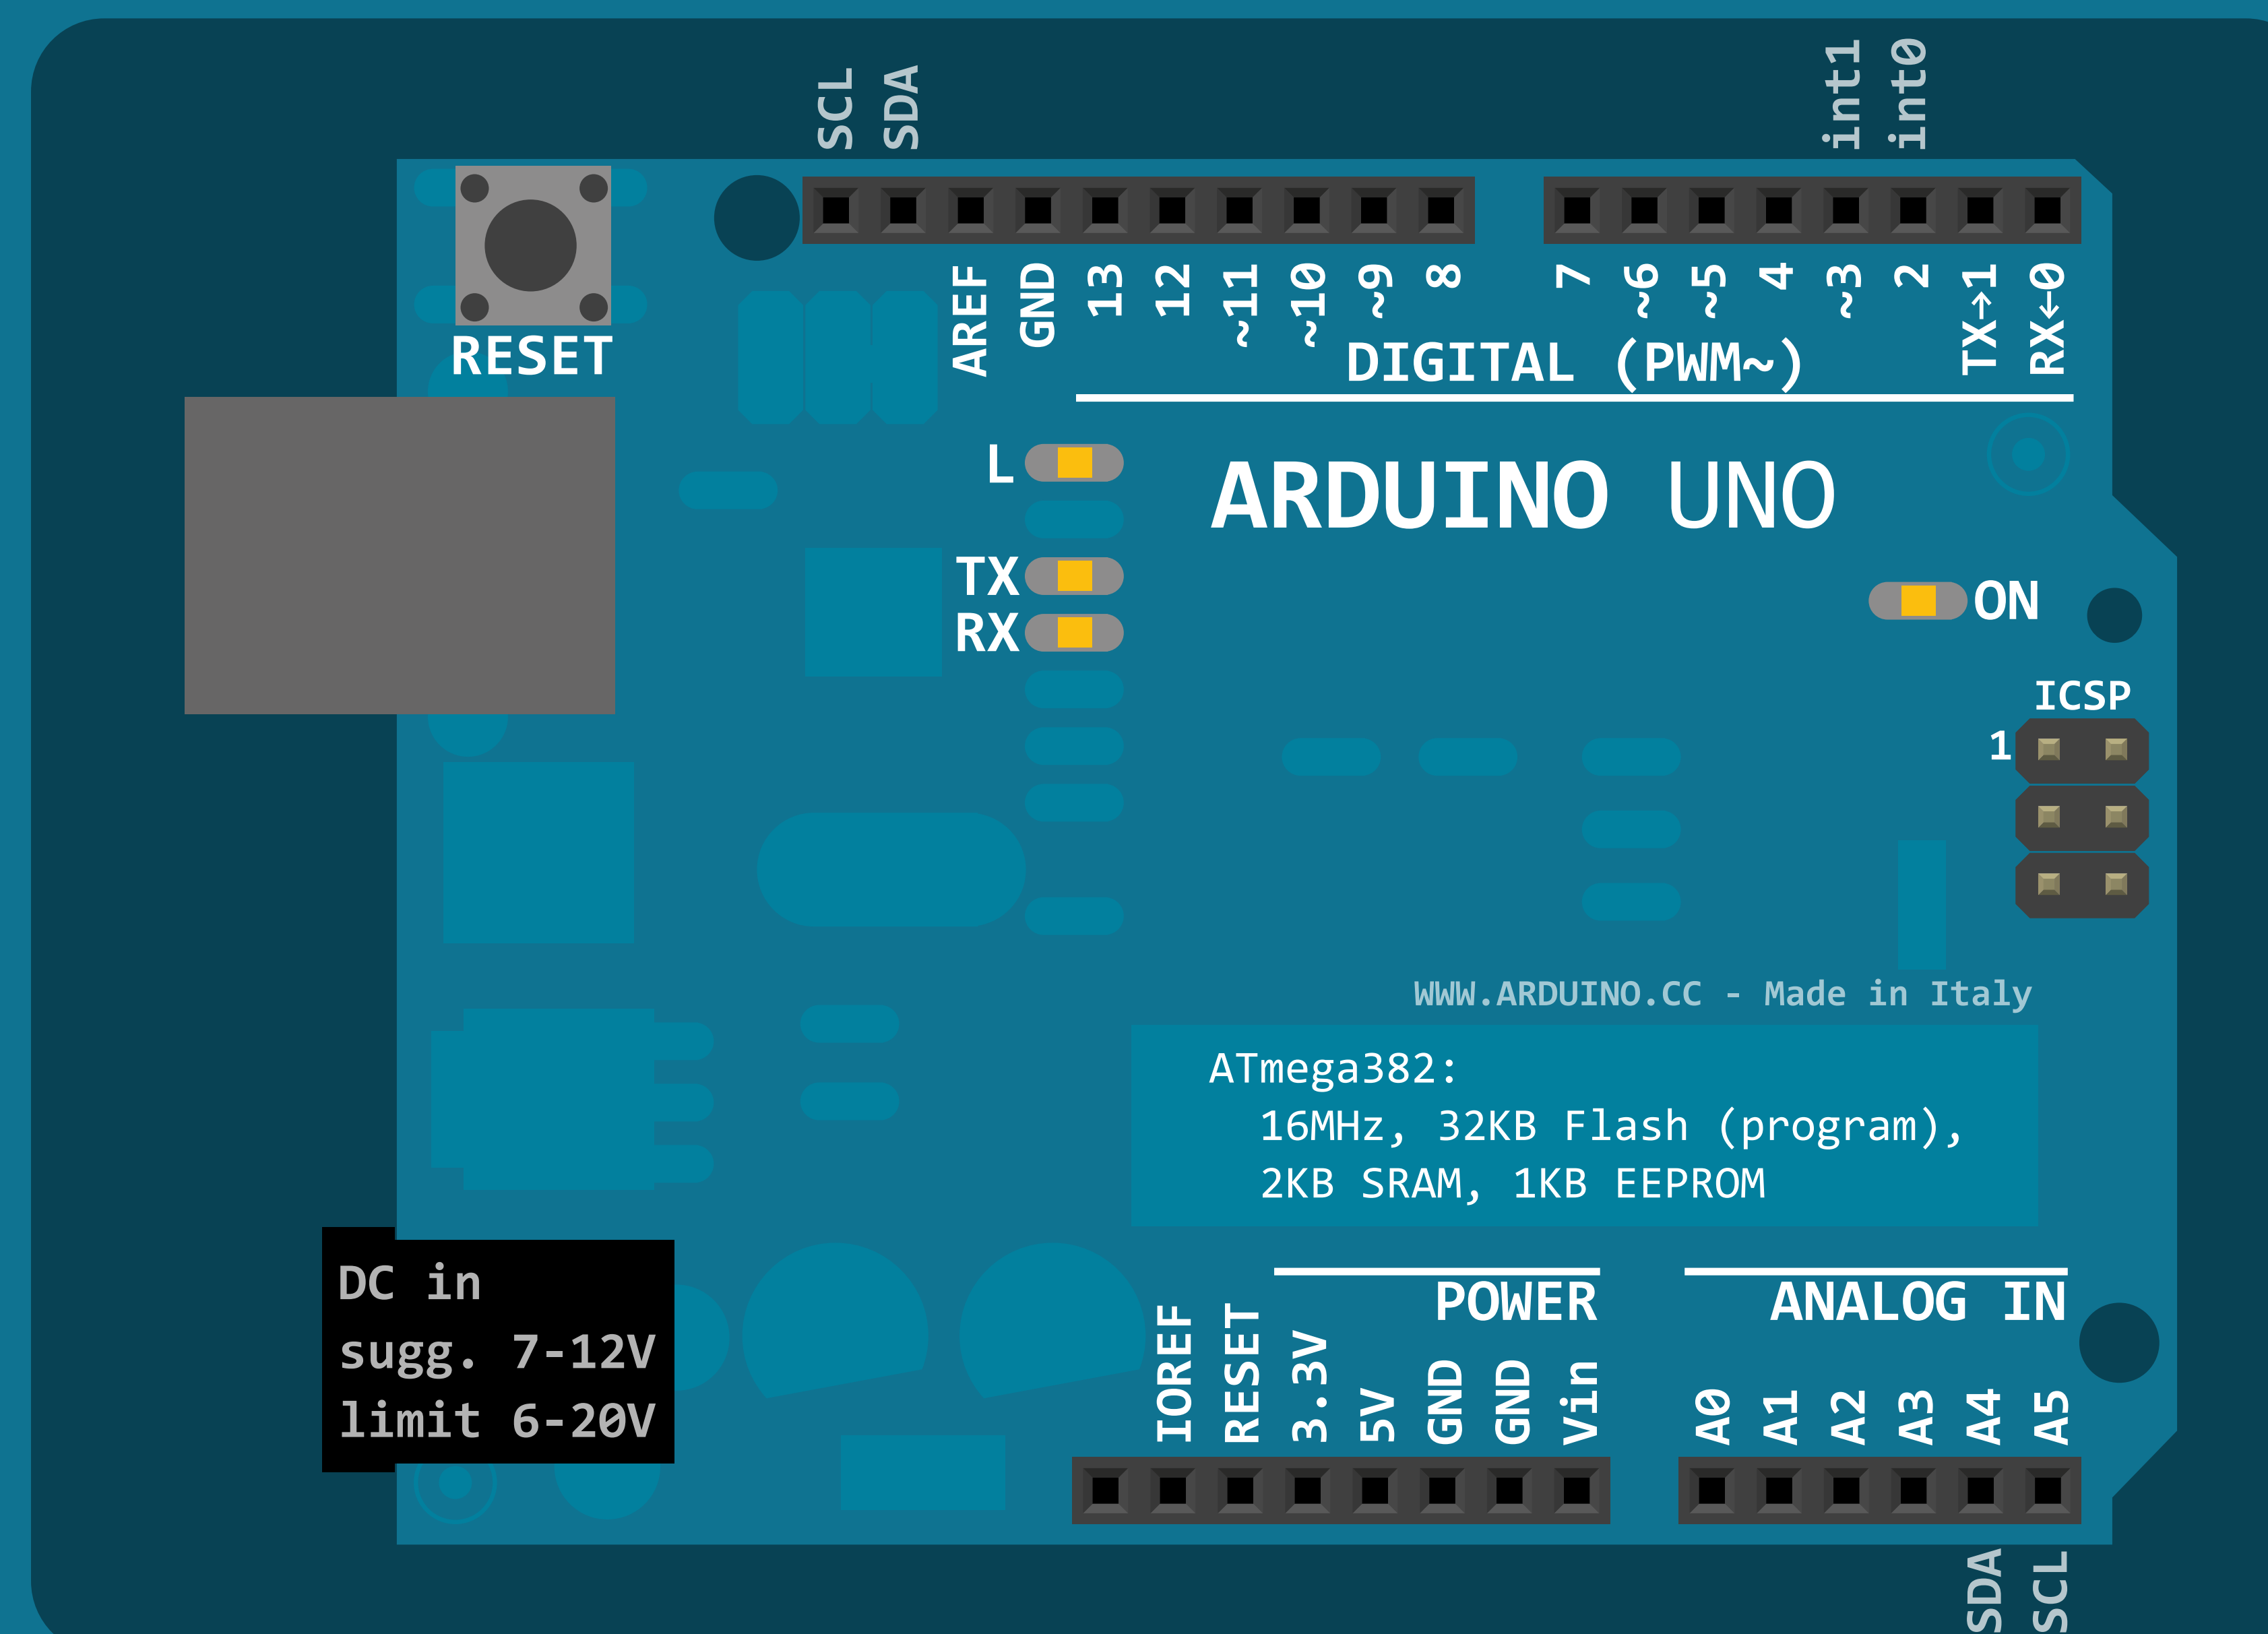 SCL
SDA
int1
int0
RESET
AREF
GND
13
12
~11
~10
~9
8
7
~6
~5
4
~3
2
TX→1
RX←0
DIGITAL (PWM~)
L
ARDUINO UNO
TX
RX
ON
ICSP
1
WWW.ARDUINO.CC - Made in Italy
ATmega382:
16MHz, 32KB Flash (program),
2KB SRAM, 1KB EEPROM
DC in
sugg. 7-12V
limit 6-20V
POWER
ANALOG IN
IOREF
RESET
3.3V
5V
GND
GND
Vin
A0
A1
A2
A3
A4
A5
SDA
SCL